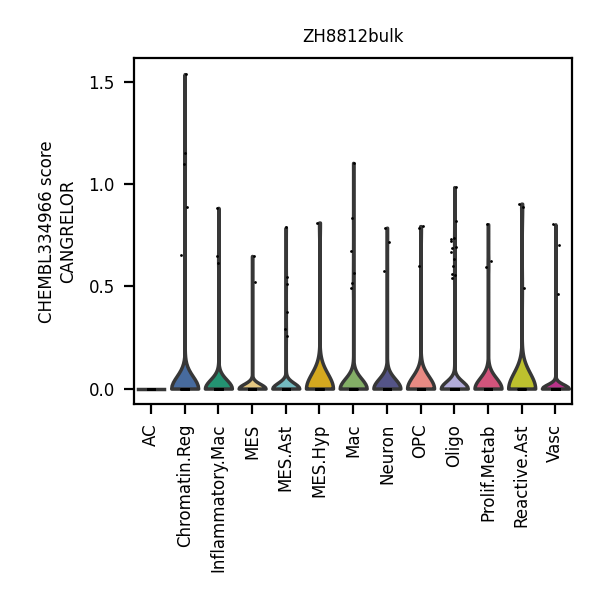 ZH8812bulk
CHEMBL334966 score
CANGRELOR
1.5
1.0
0.5
0.0
AC
Chromatin.Reg
Inflammatory.Mac
MES
MES.Ast
MES.Hyp
Mac
Neuron
OPC
Oligo
Prolif.Metab
Reactive.Ast
Vasc